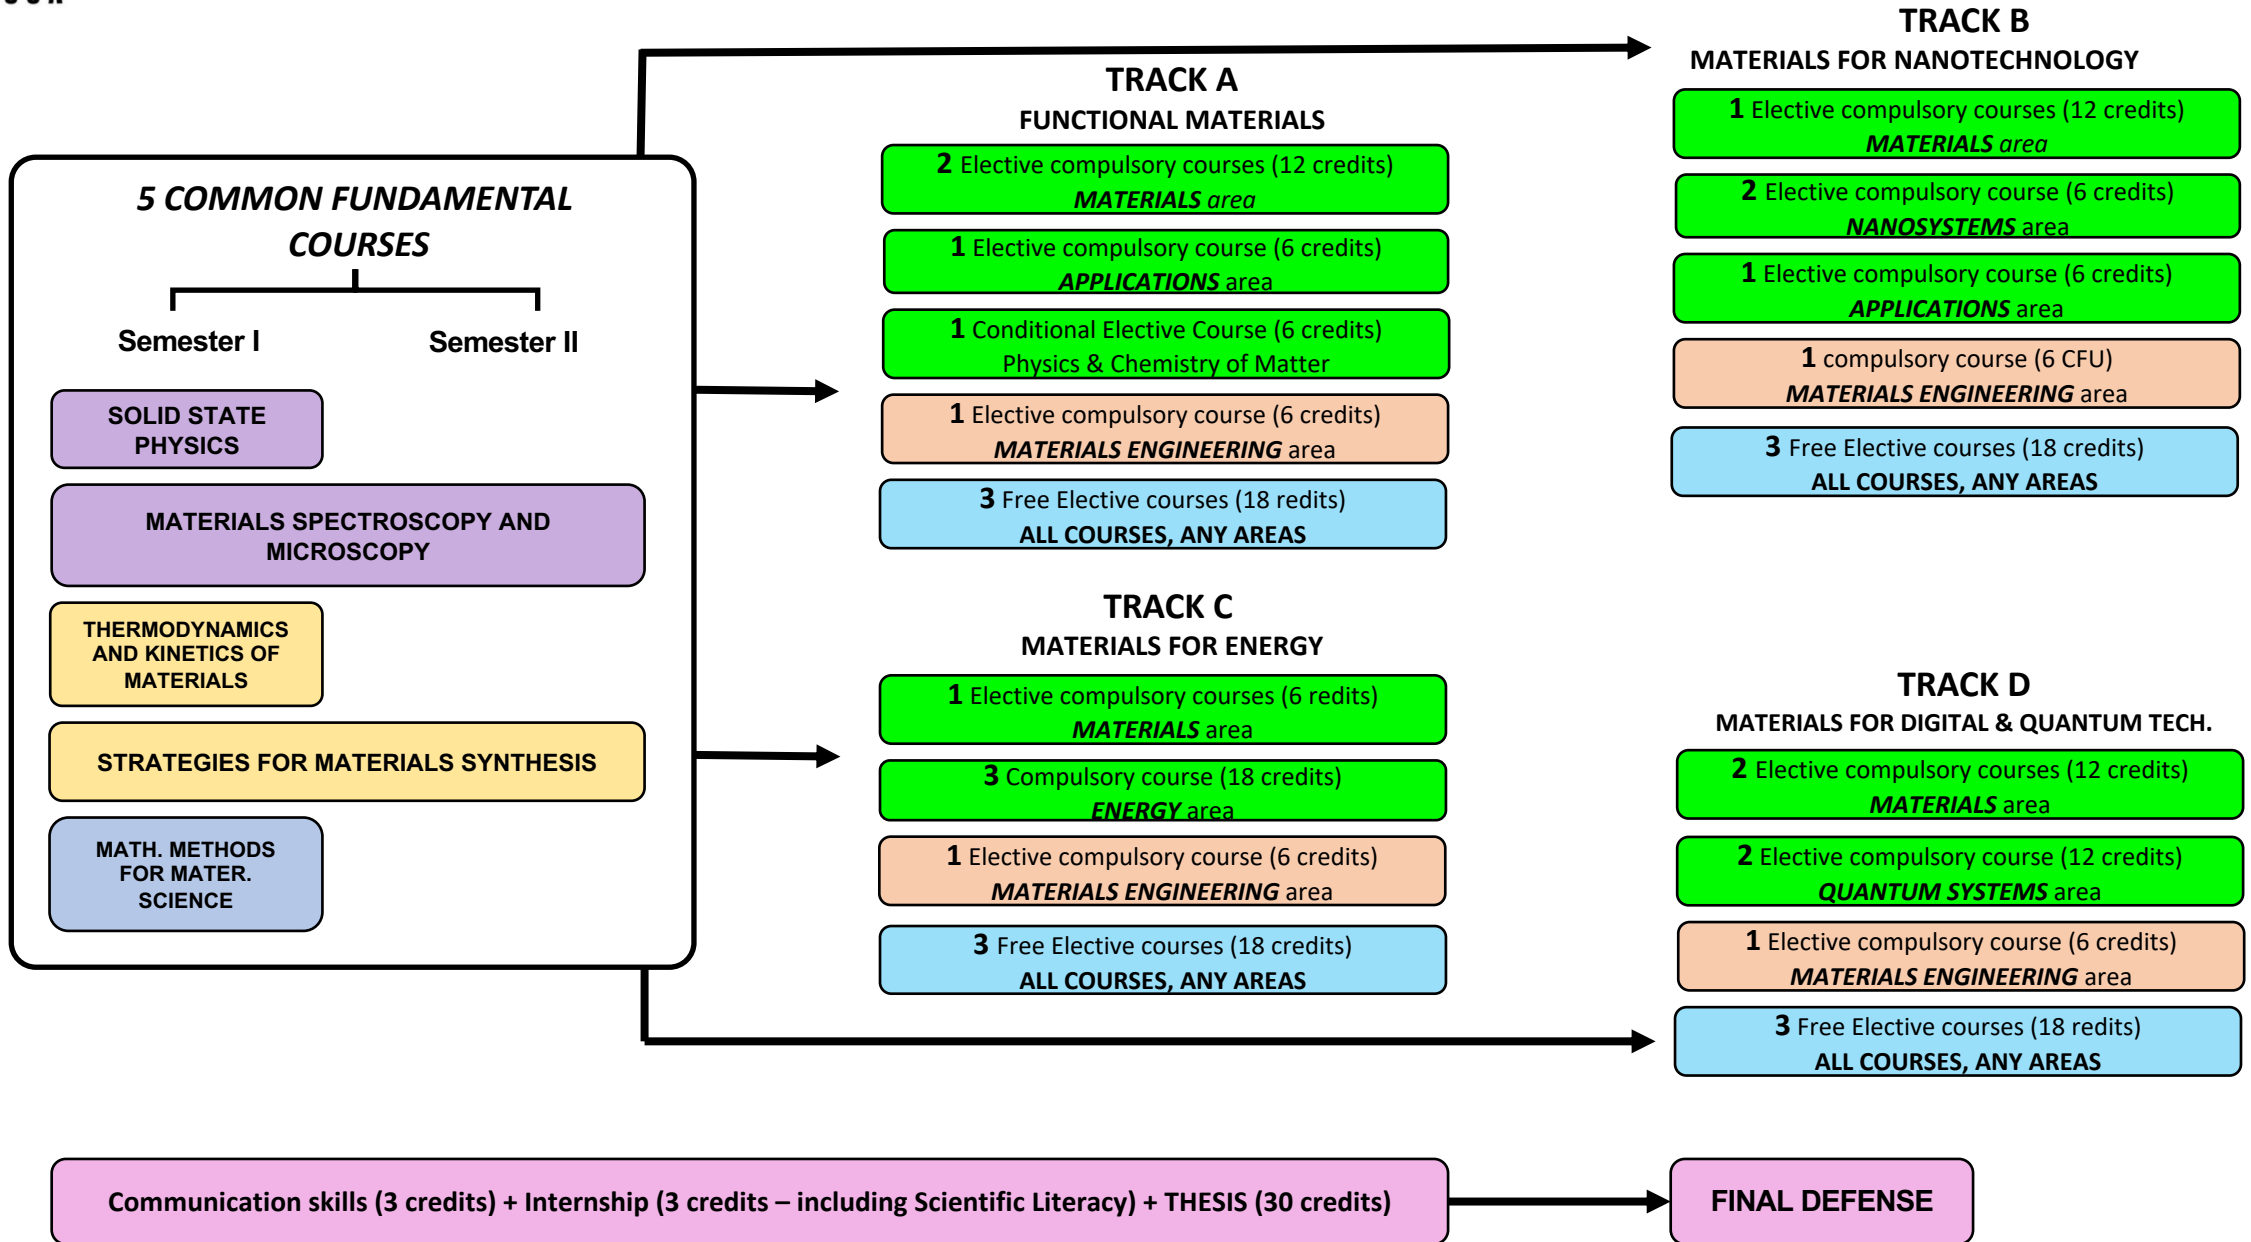 5 COMMON FUNDAMENTAL
COURSES
Semester I
Semester II
SOLID STATE
PHYSICS
MATERIALS SPECTROSCOPY AND
MICROSCOPY
THERMODYNAMICS
AND KINETICS OF
MATERIALS
STRATEGIES FOR MATERIALS SYNTHESIS
MATH. METHODS
FOR MATER.
SCIENCE
TRACK A
FUNCTIONAL MATERIALS
2 Elective compulsory courses (12 credits)
MATERIALS area
1 Elective compulsory course (6 credits)
APPLICATIONS area
1 Conditional Elective Course (6 credits)
Physics & Chemistry of Matter
1 Elective compulsory course (6 credits)
MATERIALS ENGINEERING area
3 Free Elective courses (18 redits)
ALL COURSES, ANY AREAS
TRACK B
MATERIALS FOR NANOTECHNOLOGY
1 Elective compulsory courses (12 credits)
MATERIALS area
2 Elective compulsory course (6 credits)
NANOSYSTEMS area
1 Elective compulsory course (6 credits)
APPLICATIONS area
1 compulsory course (6 CFU)
MATERIALS ENGINEERING area
3 Free Elective courses (18 credits)
ALL COURSES, ANY AREAS
TRACK C
MATERIALS FOR ENERGY
1 Elective compulsory courses (6 redits)
MATERIALS area
3 Compulsory course (18 credits)
ENERGY area
1 Elective compulsory course (6 credits)
MATERIALS ENGINEERING area
3 Free Elective courses (18 credits)
ALL COURSES, ANY AREAS
TRACK D
MATERIALS FOR DIGITAL & QUANTUM TECH.
2 Elective compulsory courses (12 credits)
MATERIALS area
2 Elective compulsory course (12 credits)
QUANTUM SYSTEMS area
1 Elective compulsory course (6 credits)
MATERIALS ENGINEERING area
3 Free Elective courses (18 redits)
ALL COURSES, ANY AREAS
Communication skills (3 credits) + Internship (3 credits – including Scientific Literacy) + THESIS (30 credits)
FINAL DEFENSE